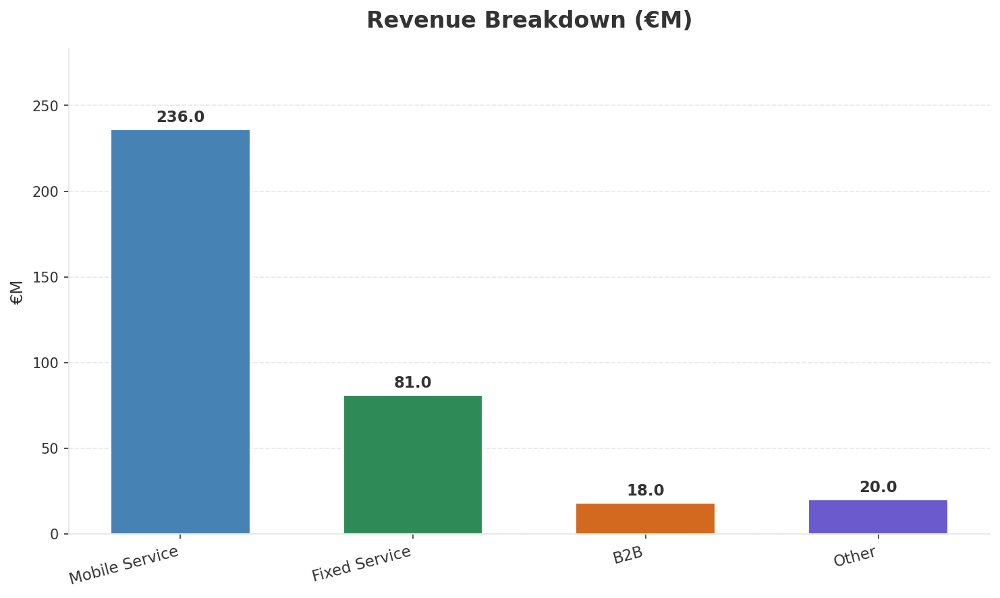 Revenue Breakdown (€M)
€M
250
200
150
100
50
0
236.0
81.0
18.0
20.0
Mobile Service
Fixed Service
B2B
Other